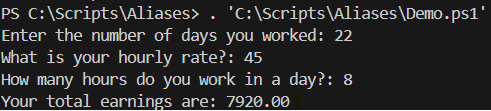 PS C:\Scripts\Aliases> . 'C:\Scripts\Aliases\Demo.ps1'
Enter the number of days you worked: 22
What is your hourly rate?: 45
How many hours do you work in a day?: 8
Your total earnings are: 7920.00